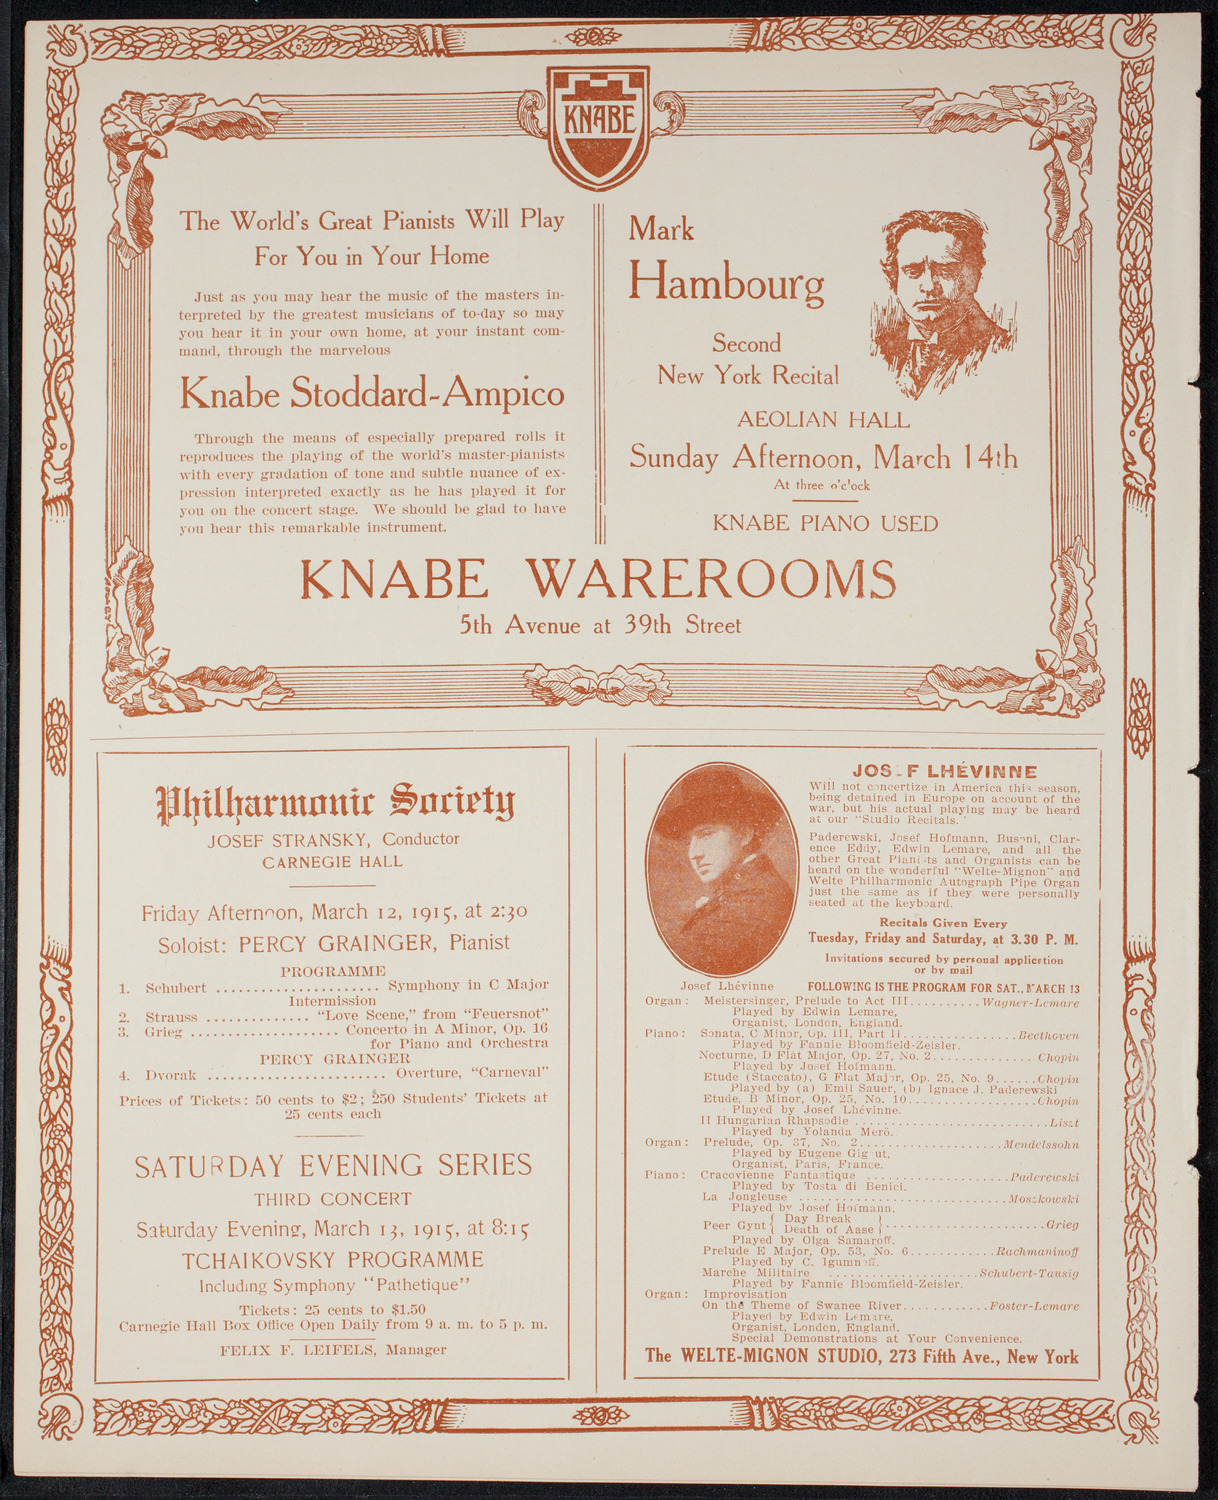 KNABE
The World's Great Pianists Will Play
For You in Your Home
Just as you may hear the music of the masters in-
terpreted by the greatest musicians of to-day so may
you hear it in your own home, at your instant com-
mand, through the marvelous
Knabe Stoddard-Ampico
Through the means of especially prepared rolls it
reproduces the playing of the world's master-pianists
with every gradation of tone and subtle nuance of ex-
pression interpreted exactly as he has played it for
you on the concert stage. We should be glad to have
you hear this remarkable instrument.
Mark
Hambourg
Second
New York Recital
AEOLIAN HALL
Sunday Afternoon, March 14th
At three o'clock
KNABE PIANO USED
KNABE WAREROOMS
5th Avenue at 39th Street
Philharmonic Society
JOSEF STRANSKY, Conductor
CARNEGIE HALL
Friday Afternoon, March 12, 1915, at 2:30
Soloist: PERCY GRAINGER, Pianist
PROGRAMME
1. Schubert ..................... Symphony in C Major
Intermission
2. Strauss .............. "Love Scene," from "Feuersnot"
3. Grieg .................... Concerto in A Minor, Op. 16
for Piano and Orchestra
PERCY GRAINGER
4. Dvorak ........................ Overture, "Carneval"
Prices of Tickets: 50 cents to $2; 250 Students' Tickets at
25 cents each
SATURDAY EVENING SERIES
THIRD CONCERT
Saturday Evening, March 13, 1915, at 8:15
TCHAIKOVSKY PROGRAMME
Including Symphony "Pathetique"
Tickets: 25 cents to $1.50
Carnegie Hall Box Office Open Daily from 9 a. m. to 5 p. m.
FELIX F. LEIFELS, Manager
JOS F LHÉVINNE
Will not concertize in America this season,
being detained in Europe on account of the
war, but his actual playing may be heard
at our "Studio Recitals."
Paderewski, Josef Hofmann, Busoni, Clar-
ence Eddy, Edwin Lemare, and all the
other Great Pianists and Organists can be
heard on the wonderful "Welte-Mignon" and
Welte Philharmonic Autograph Pipe Organ
just the same as if they were personally
seated at the keyboard.
Recitals Given Every
Tuesday, Friday and Saturday, at 3.30 P. M.
Invitations secured by personal application
or by mail
Josef Lhévinne
FOLLOWING IS THE PROGRAM FOR SAT., MARCH 13
Organ: Meistersinger, Prelude to Act III..........Wagner-Lemare
Played by Edwin Lemare,
Organist, London, England.
Piano: Sonata, C Minor, Op. III, Part II................Beethoven
Played by Fannie Bloomfield-Zeisler.
Nocturne, D Flat Major, Op. 27, No. 2.............. Chopin
Played by Josef Hofmann.
Etude (Staccato), G Flat Major, Op. 25, No. 9......Chopin
Played by (a) Emil Sauer, (b) Ignace J. Paderewski
Etude, B Minor, Op. 25, No. 10..................Chopin
Played by Josef Lhévinne.
II Hungarian Rhapsodie ............................Liszt
Played by Yolanda Merö.
Organ: Prelude, Op. 37, No. 2....................Mendelssohn
Played by Eugene Gigout,
Organist, Paris, France.
Piano: Cracovienne Fantastique ....................Paderewski
Played by Tosta di Benici.
La Jongleuse ..............................Moszkowski
Played by Josef Hofmann.
Peer Gynt { Day Break
Death of Aase } .......................Grieg
Played by Olga Samaroff.
Prelude E Major, Op. 53, No. 6............Rachmaninoff
Played by C. Igumnoff.
Marche Militaire .....................Schubert-Tausig
Played by Fannie Bloomfield-Zeisler.
Organ: Improvisation
On the Theme of Swanee River............Foster-Lemare
Played by Edwin Lemare,
Organist, London, England.
Special Demonstrations at Your Convenience.
The WELTE-MIGNON STUDIO, 273 Fifth Ave., New York